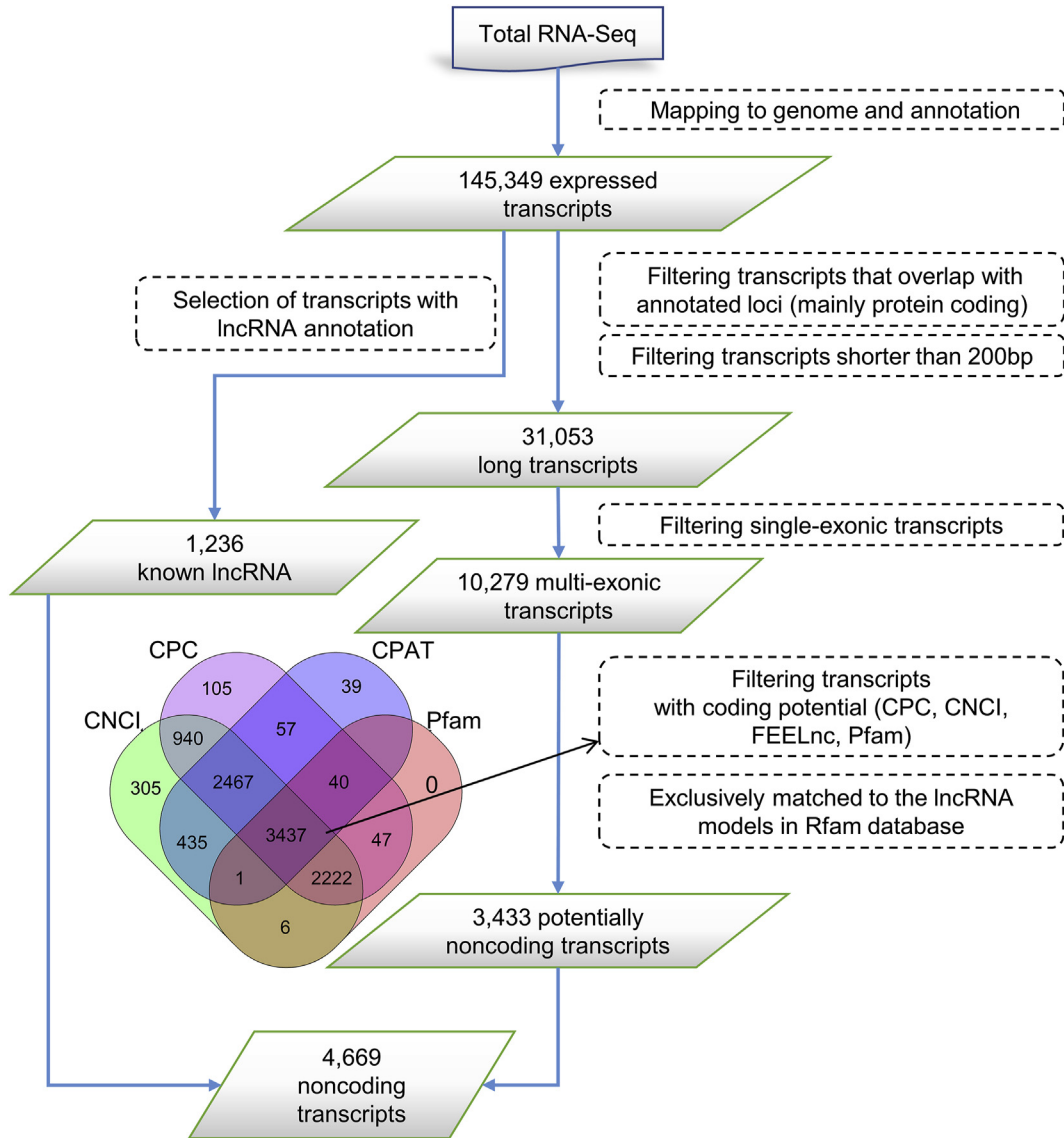 Total RNA-Seq
Mapping to genome and annotation
145,349 expressed
transcripts
Selection of transcripts with
lncRNA annotation
Filtering transcripts that overlap with
annotated loci (mainly protein coding)
Filtering transcripts shorter than 200bp
31,053
long transcripts
Filtering single-exonic transcripts
1,236
known lncRNA
10,279 multi-exonic
transcripts
CPC
CPAT
CNCI
Pfam
105
39
940
57
305
2467
40
0
435
3437
47
1
2222
6
Filtering transcripts
with coding potential (CPC, CNCI,
FEELnc, Pfam)
Exclusively matched to the lncRNA
models in Rfam database
3,433 potentially
noncoding transcripts
4,669
noncoding
transcripts